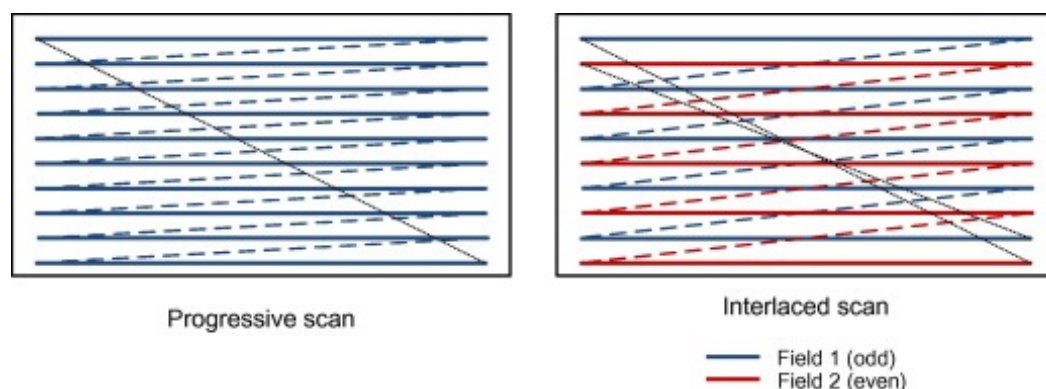 Progressive scan
Interlaced scan
Field 1 (odd)
Field 2 (even)